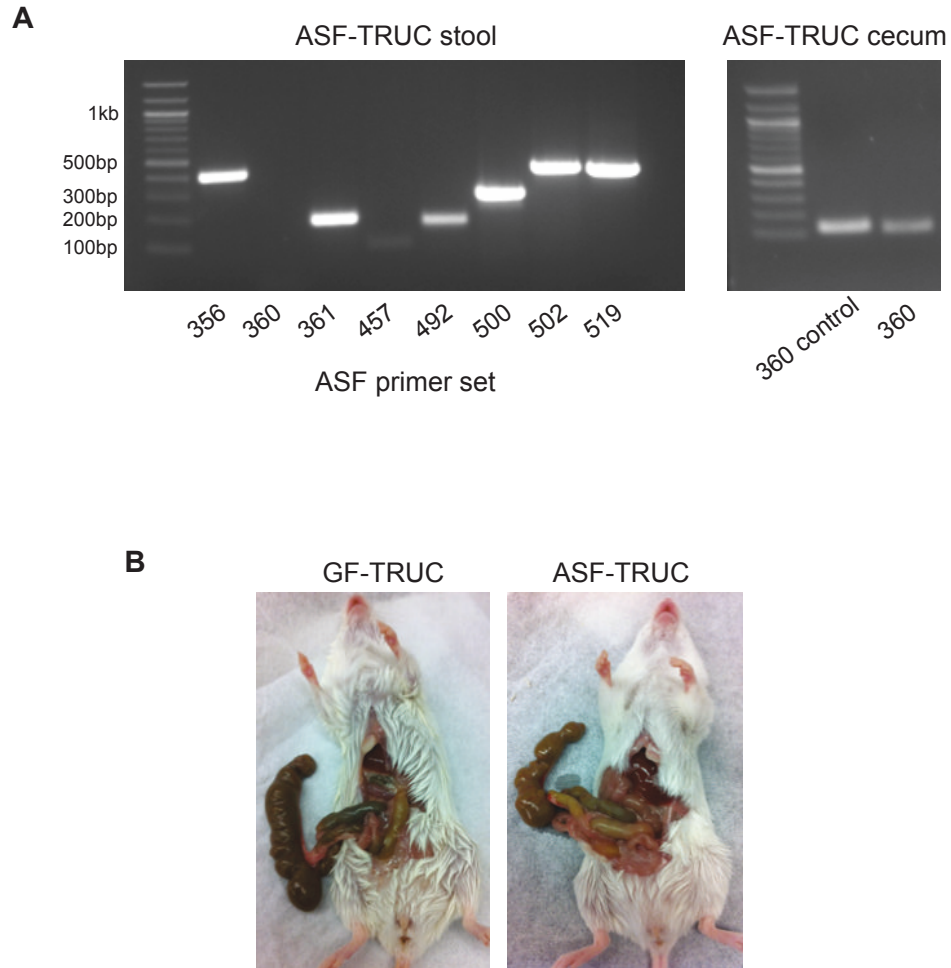 A
ASF-TRUC stool
ASF-TRUC cecum
1kb
500bp
300bp
200bp
100bp
356 360 361 457 492 500 502 519
360 control 360
ASF primer set
B
GF-TRUC ASF-TRUC